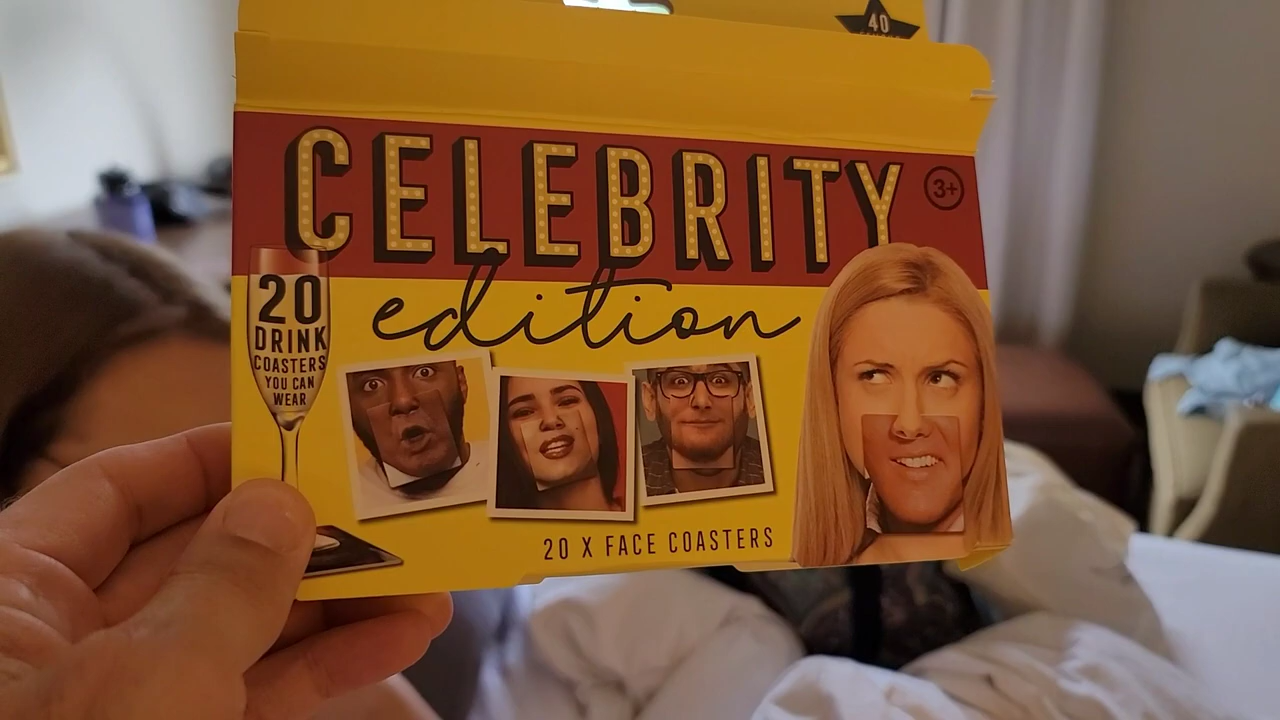 40
CELEBRITY
3+
edition
20
DRINK
COASTERS
YOU CAN
WEAR
20 X FACE COASTERS